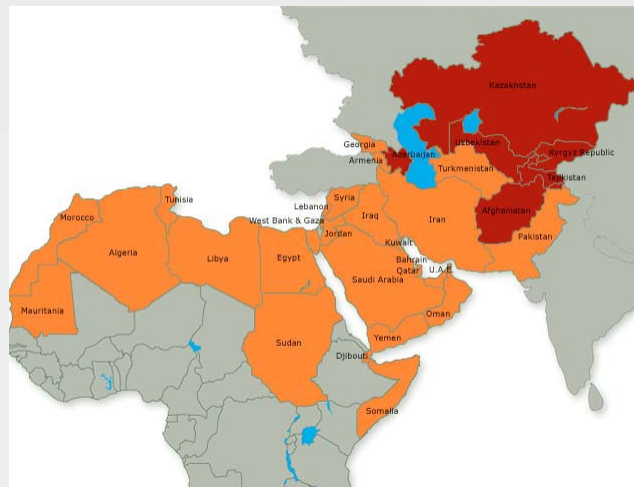 Kazakhstan
Georgia
Uzbekistan
Kyrgyz Republic
Armenia
Azerbaijan
Turkmenistan
Tajikistan
Tunisia
Syria
Lebanon
Afghanistan
Morocco
West Bank & Gaza
Iraq
Iran
Jordan
Pakistan
Algeria
Libya
Egypt
Kuwait
Bahrain
Qatar
U.A.E.
Saudi Arabia
Mauritania
Oman
Yemen
Sudan
Djibouti
Somalia